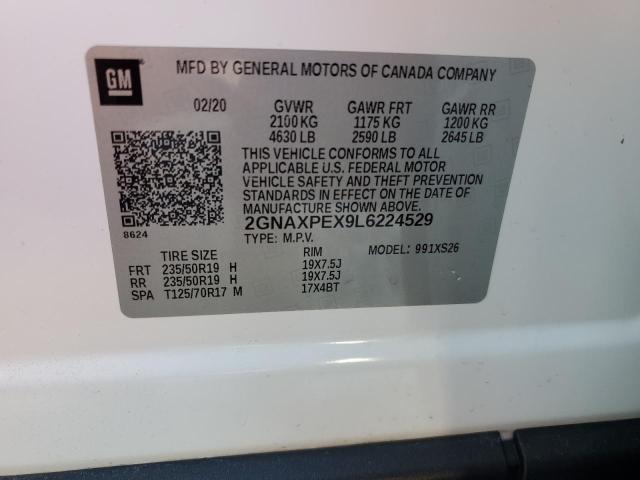 GM
MFD BY GENERAL MOTORS OF CANADA COMPANY
02/20 GVWR GAWR FRT GAWR RR
2100 KG 1175 KG 1200 KG
4630 LB 2590 LB 2645 LB
THIS VEHICLE CONFORMS TO ALL
APPLICABLE U.S. FEDERAL MOTOR
VEHICLE SAFETY AND THEFT PREVENTION
STANDARDS IN EFFECT ON THE DATE OF
MANUFACTURE SHOWN ABOVE.
2GNAXPEX9L6224529
8624 TYPE: M.P.V. MODEL: 991XS26
TIRE SIZE RIM
FRT 235/50R19 H 19X7.5J
RR 235/50R19 H 19X7.5J
SPA T125/70R17 M 17X4BT